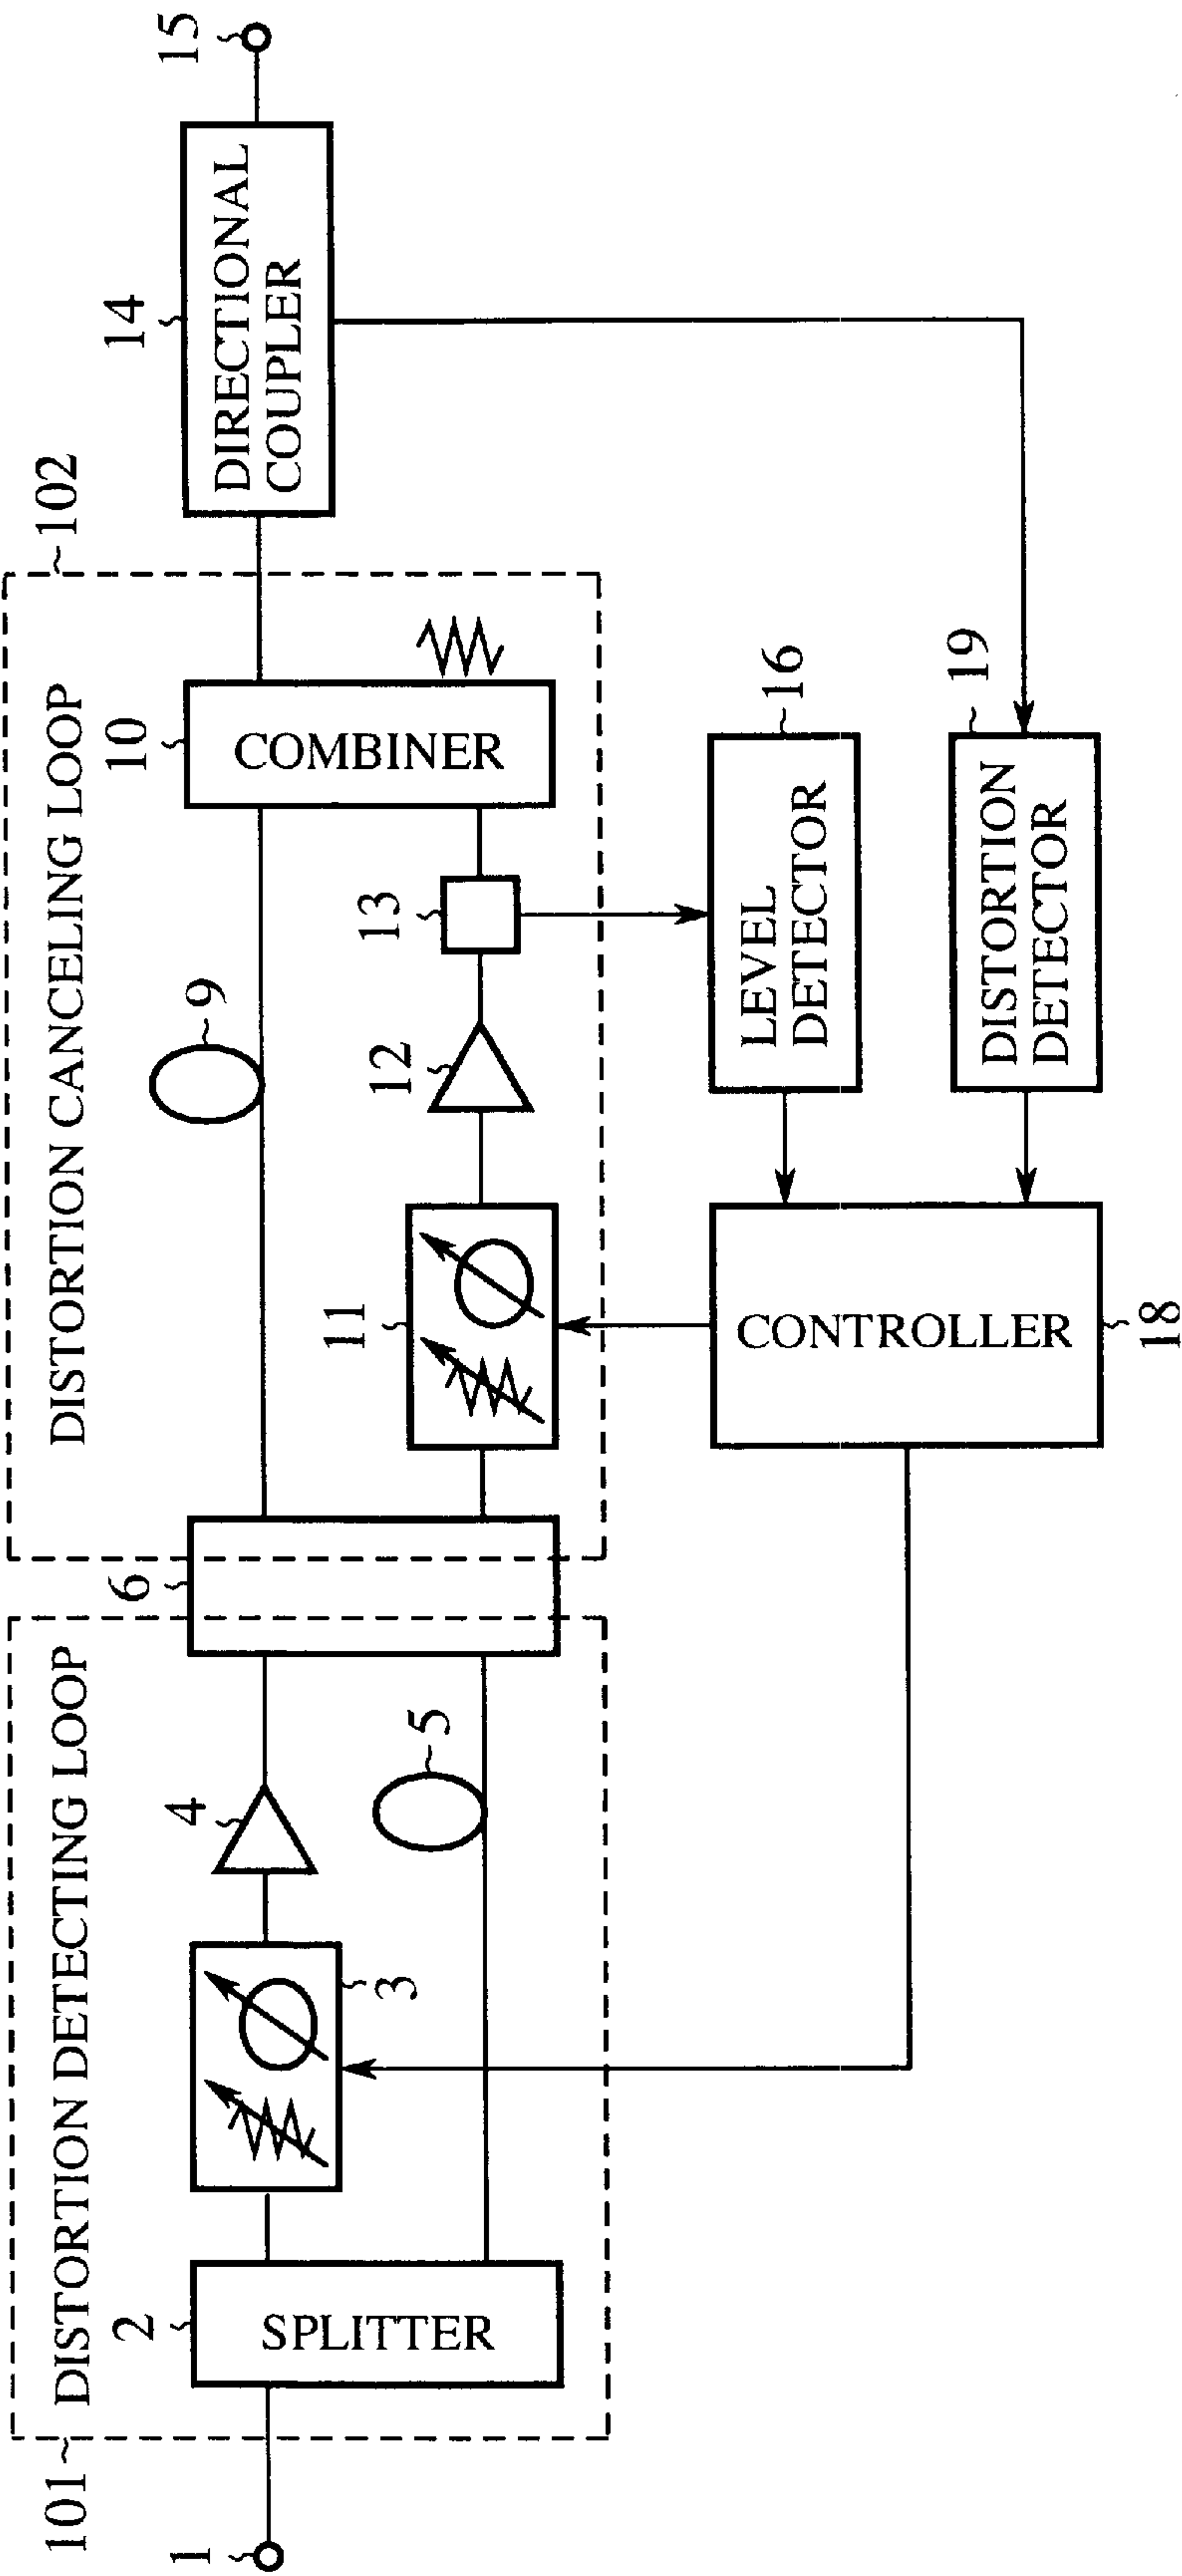 101
DISTORTION DETECTING LOOP
DISTORTION CANCELING LOOP
102
1
2
SPLITTER
3
4
5
6
9
10
COMBINER
11
12
13
14
DIRECTIONAL
COUPLER
15
LEVEL
DETECTOR
16
DISTORTION
DETECTOR
19
CONTROLLER
18